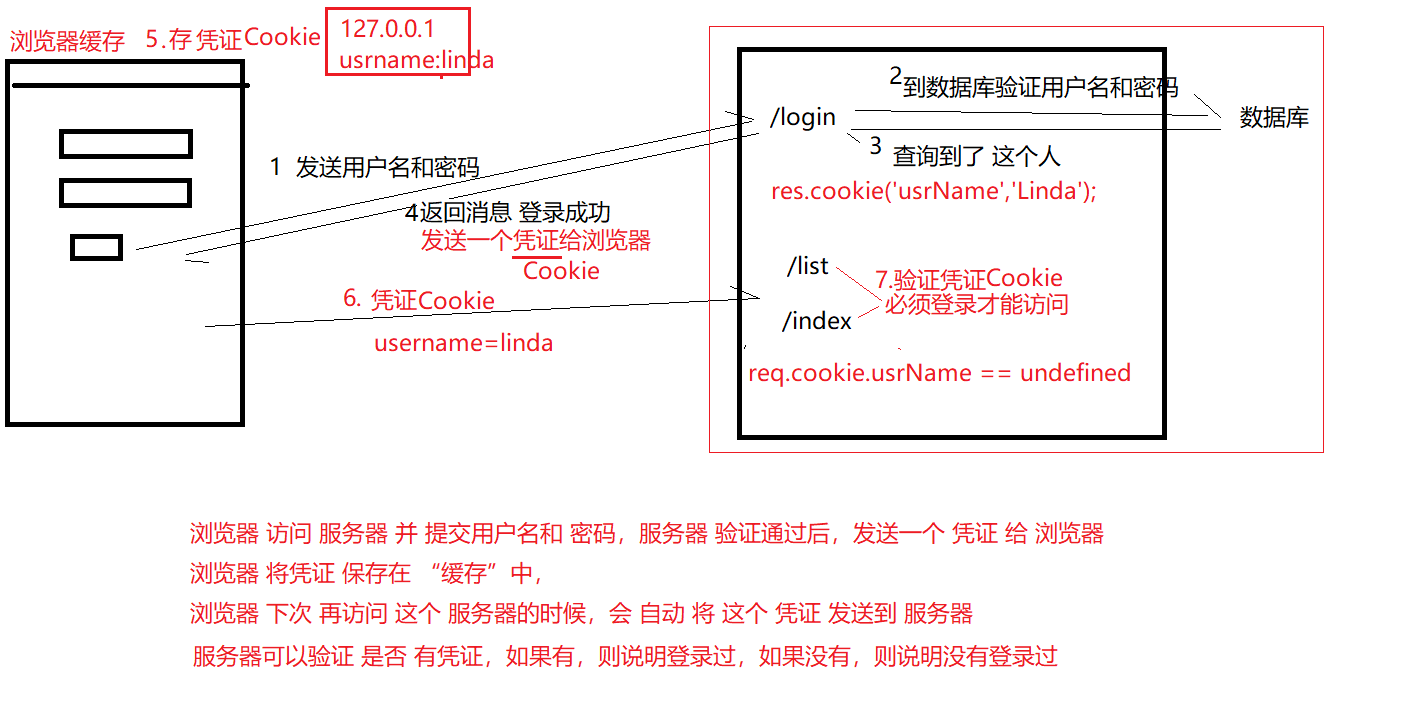 浏览器缓存 5.存 凭证Cookie
127.0.0.1
usrname:linda
2到数据库验证用户名和密码
/login
数据库
3 查询到了 这个人
1 发送用户名和密码
res.cookie('usrName','Linda');
4返回消息 登录成功
发送一个凭证给浏览器
Cookie
/list
7.验证凭证Cookie
必须登录才能访问
6. 凭证Cookie
/index
username=linda
req.cookie.usrName == undefined
浏览器 访问 服务器 并 提交用户名和 密码，服务器 验证通过后，发送一个 凭证 给 浏览器
浏览器 将凭证 保存在 “缓存”中，
浏览器 下次 再访问 这个 服务器的时候，会 自动 将 这个 凭证 发送到 服务器
服务器可以验证 是否 有凭证，如果有，则说明登录过，如果没有，则说明没有登录过